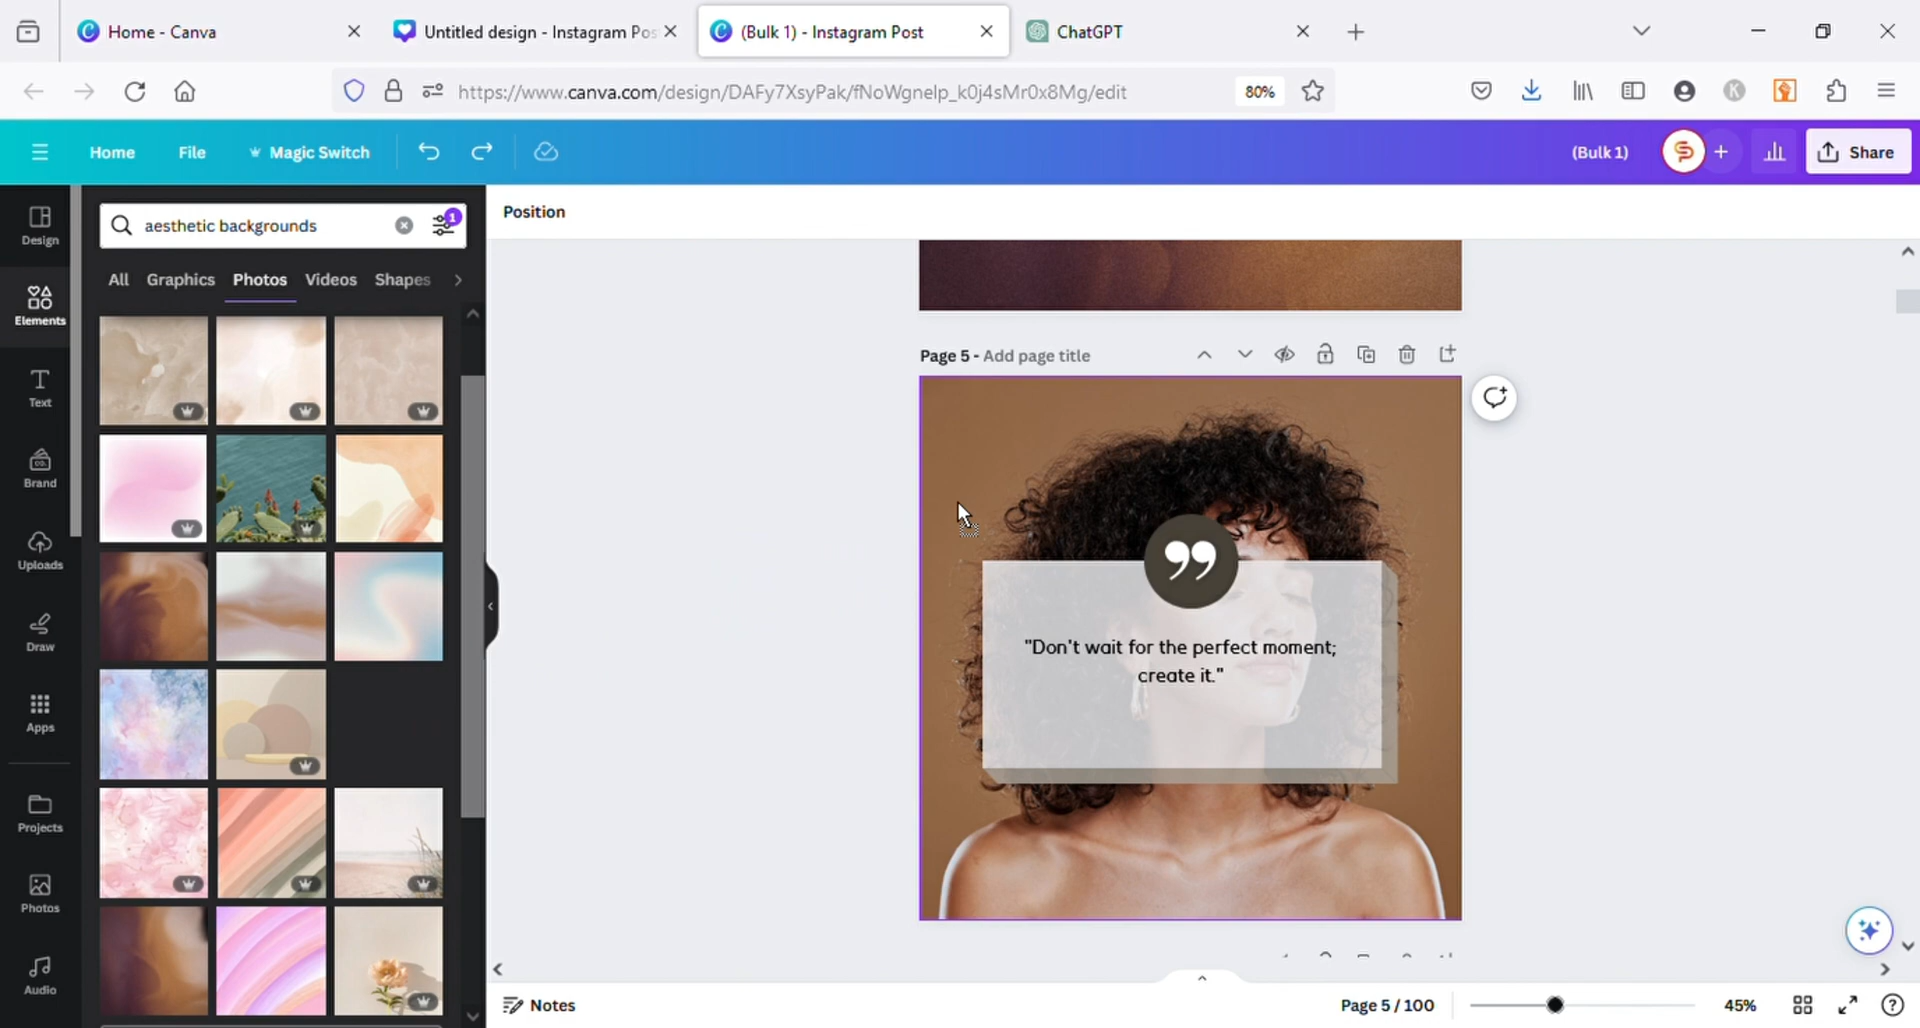 Home - Canva
Untitled design - Instagram Pos
(Bulk 1) - Instagram Post
ChatGPT
https://www.canva.com/design/DAFy7XsyPak/fNoWgnelp_k0j4sMr0x8Mg/edit
80%
K
Home
File
Magic Switch
(Bulk 1)
Share
Design
Elements
Text
Brand
Uploads
Draw
Apps
Projects
Photos
Audio
aesthetic backgrounds
1
All
Graphics
Photos
Videos
Shapes
Position
Page 5 - Add page title
"Don't wait for the perfect moment;
create it."
Notes
Page 5 / 100
45%